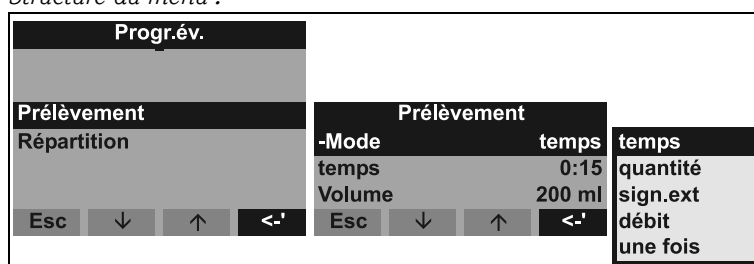 Structure du menu :
Progr.év.
Prélèvement
Répartition
Esc ↓ ↑ <-'
Prélèvement
-Mode temps
temps 0:15
Volume 200 ml
Esc ↓ ↑ <-'
temps
quantité
sign.ext
débit
une fois